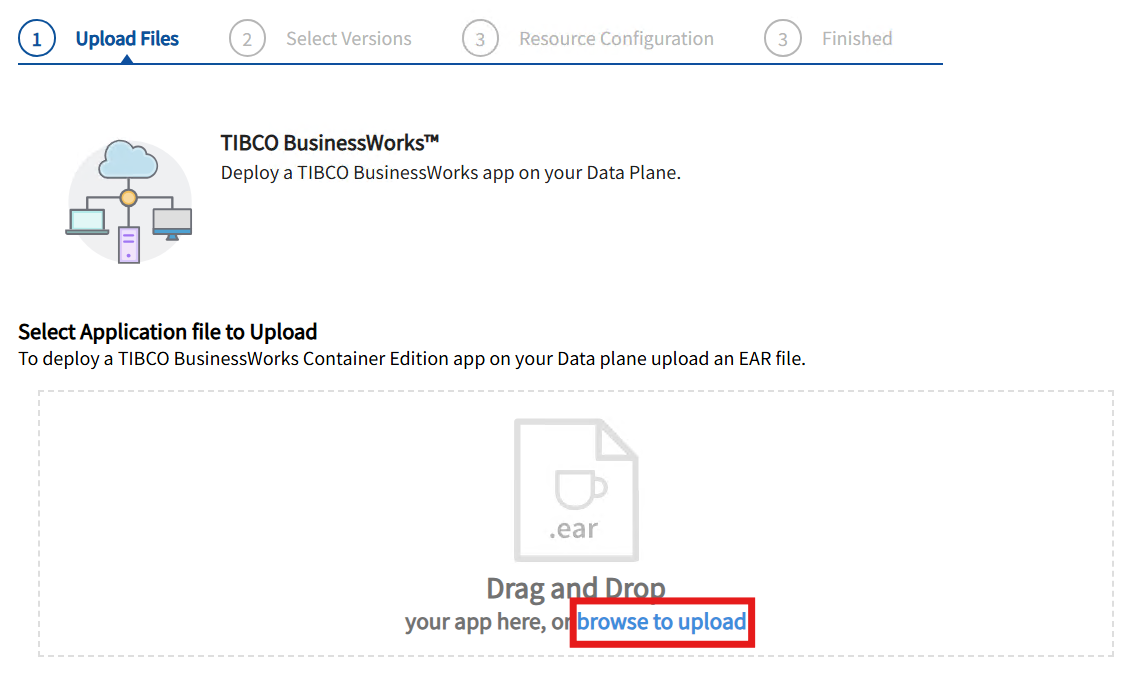 1 Upload Files 2 Select Versions 3 Resource Configuration 3 Finished
TIBCO BusinessWorks™
Deploy a TIBCO BusinessWorks app on your Data Plane.
Select Application file to Upload
To deploy a TIBCO BusinessWorks Container Edition app on your Data plane upload an EAR file.
.ear
Drag and Drop
your app here, or browse to upload